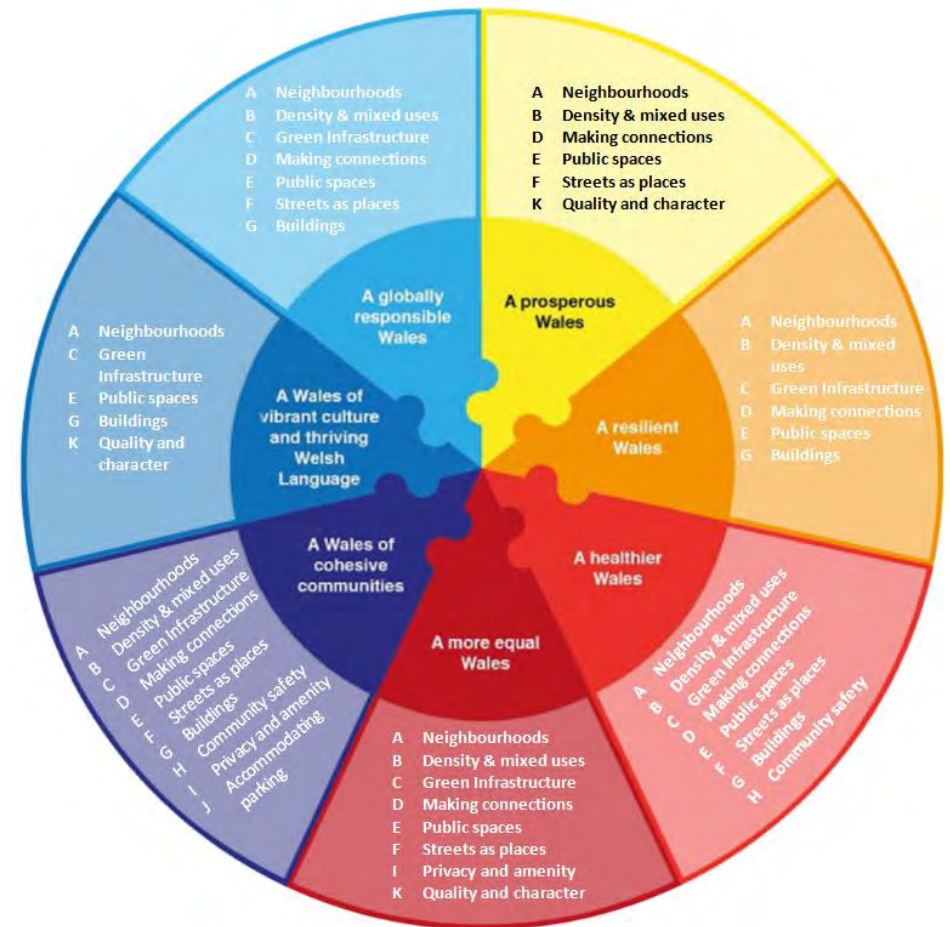 A Neighbourhoods
B Density & mixed uses
C Green Infrastructure
D Making connections
E Public spaces
F Streets as places
G Buildings
A globally
responsible
Wales
A Neighbourhoods
B Density & mixed uses
D Making connections
E Public spaces
F Streets as places
K Quality and character
A prosperous
Wales
A Neighbourhoods
B Density & mixed
uses
C Green Infrastructure
D Making connections
E Public spaces
G Buildings
A resilient
Wales
A Neighbourhoods
B Density & mixed uses
C Green Infrastructure
D Making connections
E Public spaces
F Streets as places
G Buildings
H Community safety
A healthier
Wales
A more equal
Wales
A Neighbourhoods
B Density & mixed uses
C Green Infrastructure
D Making connections
E Public spaces
F Streets as places
I Privacy and amenity
K Quality and character
A Wales of
cohesive
communities
A Neighbourhoods
B Density & mixed uses
C Green Infrastructure
D Making connections
E Public spaces
F Streets as places
G Buildings
H Community safety
I Privacy and amenity
J Accommodating
parking
A Wales of
vibrant culture
and thriving
Welsh
Language
A Neighbourhoods
C Green
Infrastructure
E Public spaces
G Buildings
K Quality and
character